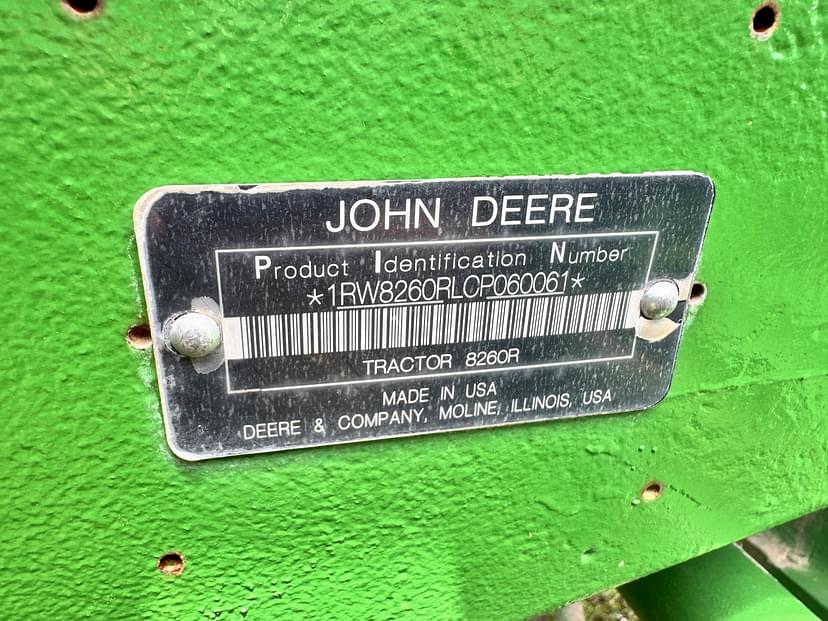 JOHN DEERE
Product Identification Number
*1RW8260RLCP060061*
TRACTOR 8260R
MADE IN USA
DEERE & COMPANY, MOLINE, ILLINOIS, USA